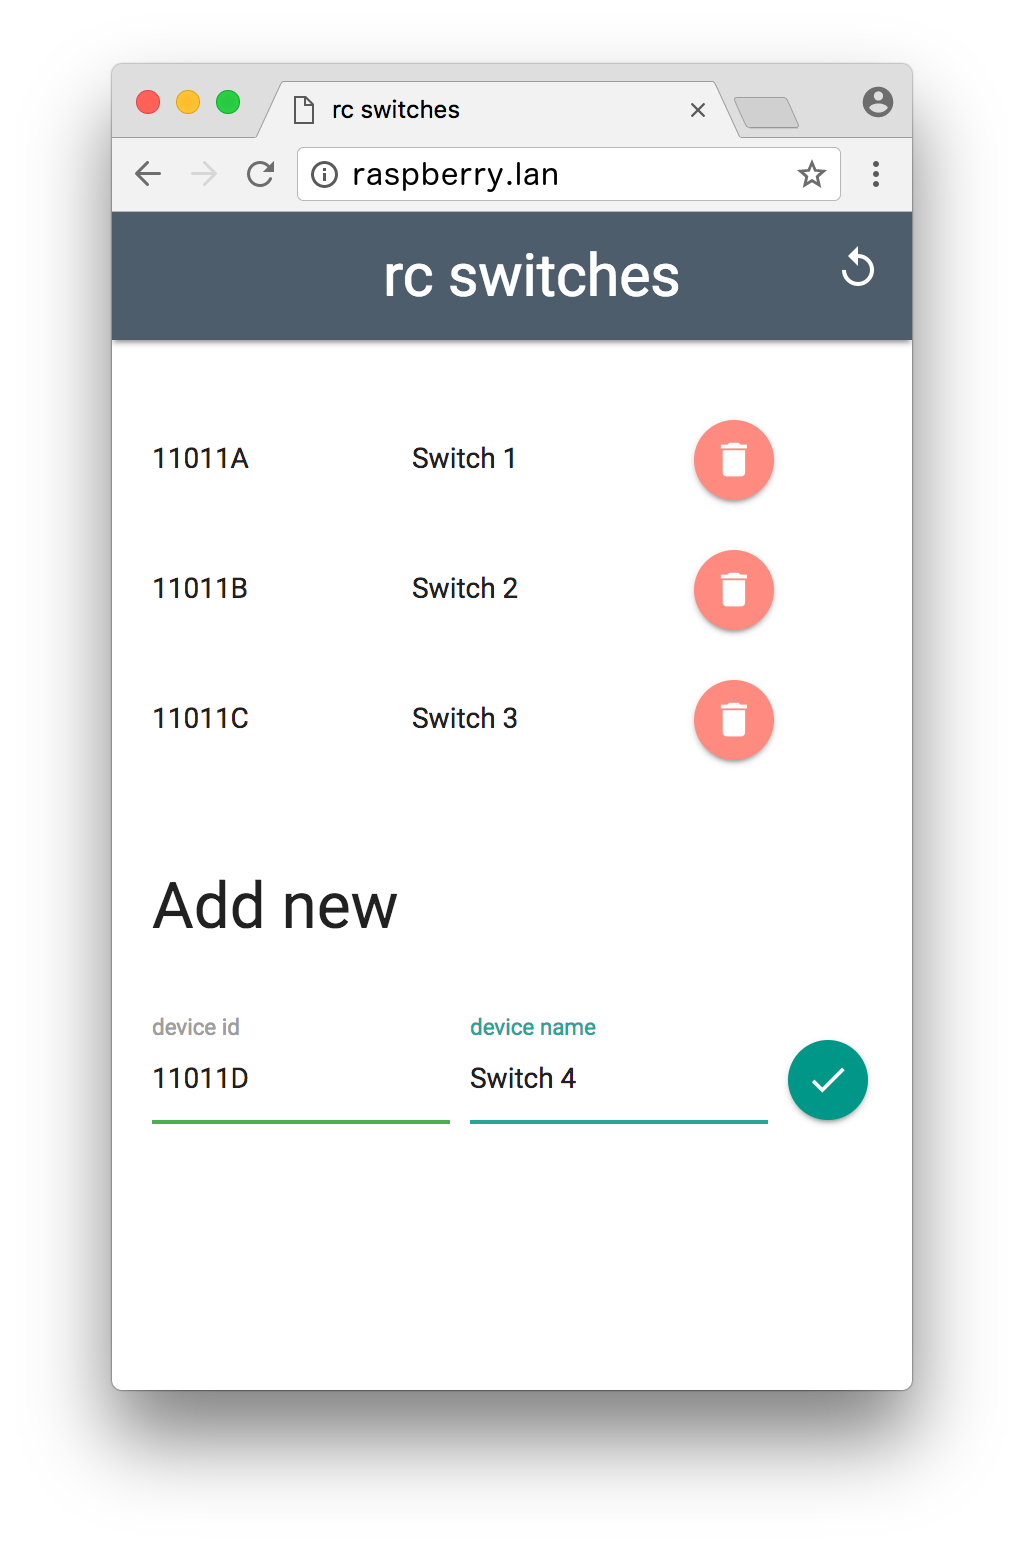 rc switches
raspberry.lan
rc switches
11011A Switch 1
11011B Switch 2
11011C Switch 3
Add new
device id device name
11011D Switch 4